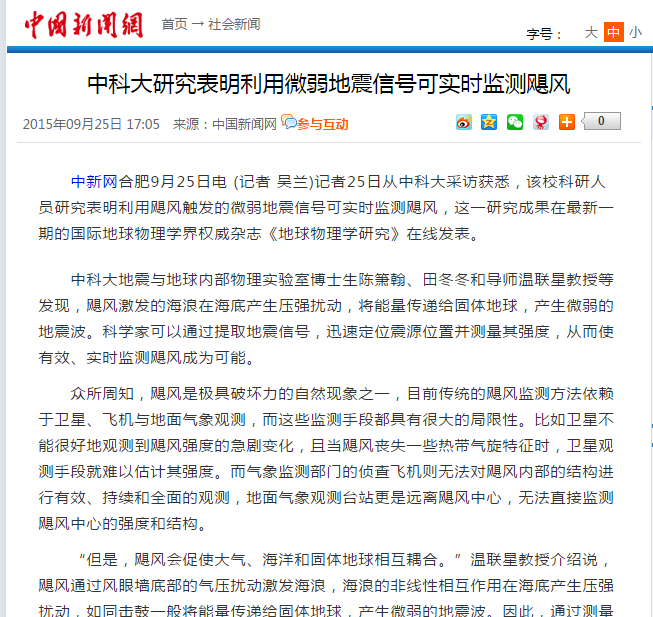 中國新聞網
首页 → 社会新闻
字号： 大 中 小
中科大研究表明利用微弱地震信号可实时监测飓风
2015年09月25日 17:05 来源：中国新闻网 参与互动
0
中新网合肥9月25日电 (记者 吴兰)记者25日从中科大采访获悉，该校科研人
员研究表明利用飓风触发的微弱地震信号可实时监测飓风，这一研究成果在最新一
期的国际地球物理学界权威杂志《地球物理学研究》在线发表。
中科大地震与地球内部物理实验室博士生陈箫翰、田冬冬和导师温联星教授等
发现，飓风激发的海浪在海底产生压强扰动，将能量传递给固体地球，产生微弱的
地震波。科学家可以通过提取地震信号，迅速定位震源位置并测量其强度，从而使
有效、实时监测飓风成为可能。
众所周知，飓风是极具破坏力的自然现象之一，目前传统的飓风监测方法依赖
于卫星、飞机与地面气象观测，而这些监测手段都具有很大的局限性。比如卫星不
能很好地观测到飓风强度的急剧变化，且当飓风丧失一些热带气旋特征时，卫星观
测手段就难以估计其强度。而气象监测部门的侦查飞机则无法对飓风内部的结构进
行有效、持续和全面的观测，地面气象观测台站更是远离飓风中心，无法直接监测
飓风中心的强度和结构。
“但是，飓风会促使大气、海洋和固体地球相互耦合。”温联星教授介绍说，
飓风通过风眼墙底部的气压扰动激发海浪，海浪的非线性相互作用在海底产生压强
扰动，如同击鼓一般将能量传递给固体地球，产生微弱的地震波。因此，通过测量